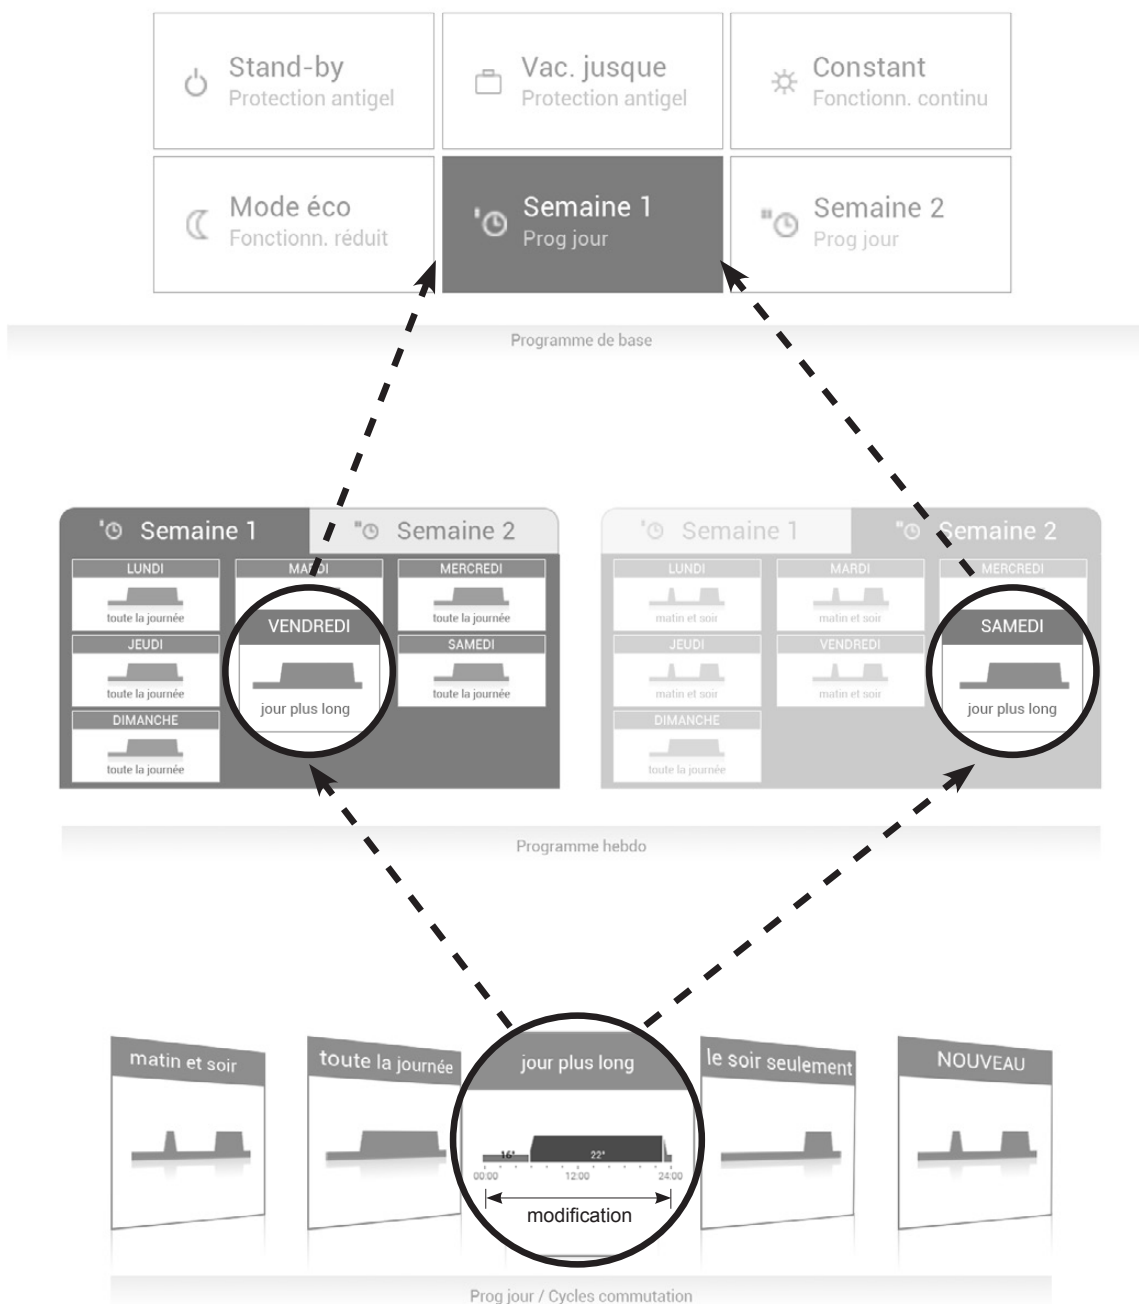 Stand-by
Protection antigel
Vac. jusque
Protection antigel
Constant
Fonctionn. continu
Mode éco
Fonctionn. réduit
Semaine 1
Prog jour
Semaine 2
Prog jour
Programme de base
Semaine 1
Semaine 2
LUNDI
toute la journée
MARDI
MERCREDI
toute la journée
JEUDI
toute la journée
VENDREDI
jour plus long
SAMEDI
toute la journée
DIMANCHE
toute la journée
Semaine 1
Semaine 2
LUNDI
matin et soir
MARDI
matin et soir
MERCREDI
JEUDI
matin et soir
VENDREDI
matin et soir
SAMEDI
jour plus long
DIMANCHE
toute la journée
Programme hebdo
matin et soir
toute la journée
jour plus long
16°
22°
00:00
12:00
24:00
modification
le soir seulement
NOUVEAU
Prog jour / Cycles commutation